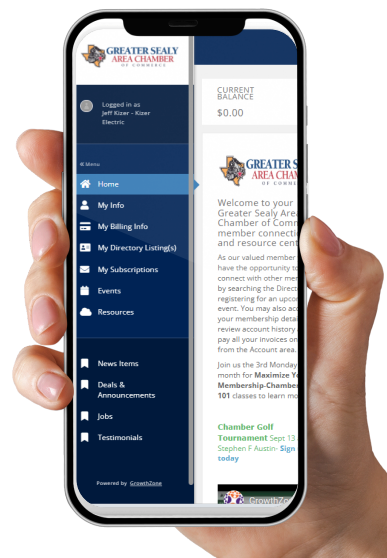 GREATER SEALY
AREA CHAMBER
OF COMMERCE
Logged in as
Jeff Kizer - Kizer
Electric
Menu
Home
My Info
My Billing Info
My Directory Listing(s)
My Subscriptions
Events
Resources
News Items
Deals &
Announcements
Jobs
Testimonials
Powered by GrowthZone
CURRENT
BALANCE
$0.00
GREATER S
AREA CHAM
OF COMME
Welcome to your
Greater Sealy Area
Chamber of Comm
member connecti
and resource cent
As our valued member
have the opportunity to
connect with other mem
by searching the Direct
registering for an upcor
event. You may also acc
your membership detai
review account history a
pay all your invoices on
from the Account area.
Join us the 3rd Monday
month for Maximize Yo
Membership-Chamber
101 classes to learn mo
Chamber Golf
Tournament Sept 13
Stephen F Austin- Sign
today
GrowthZo